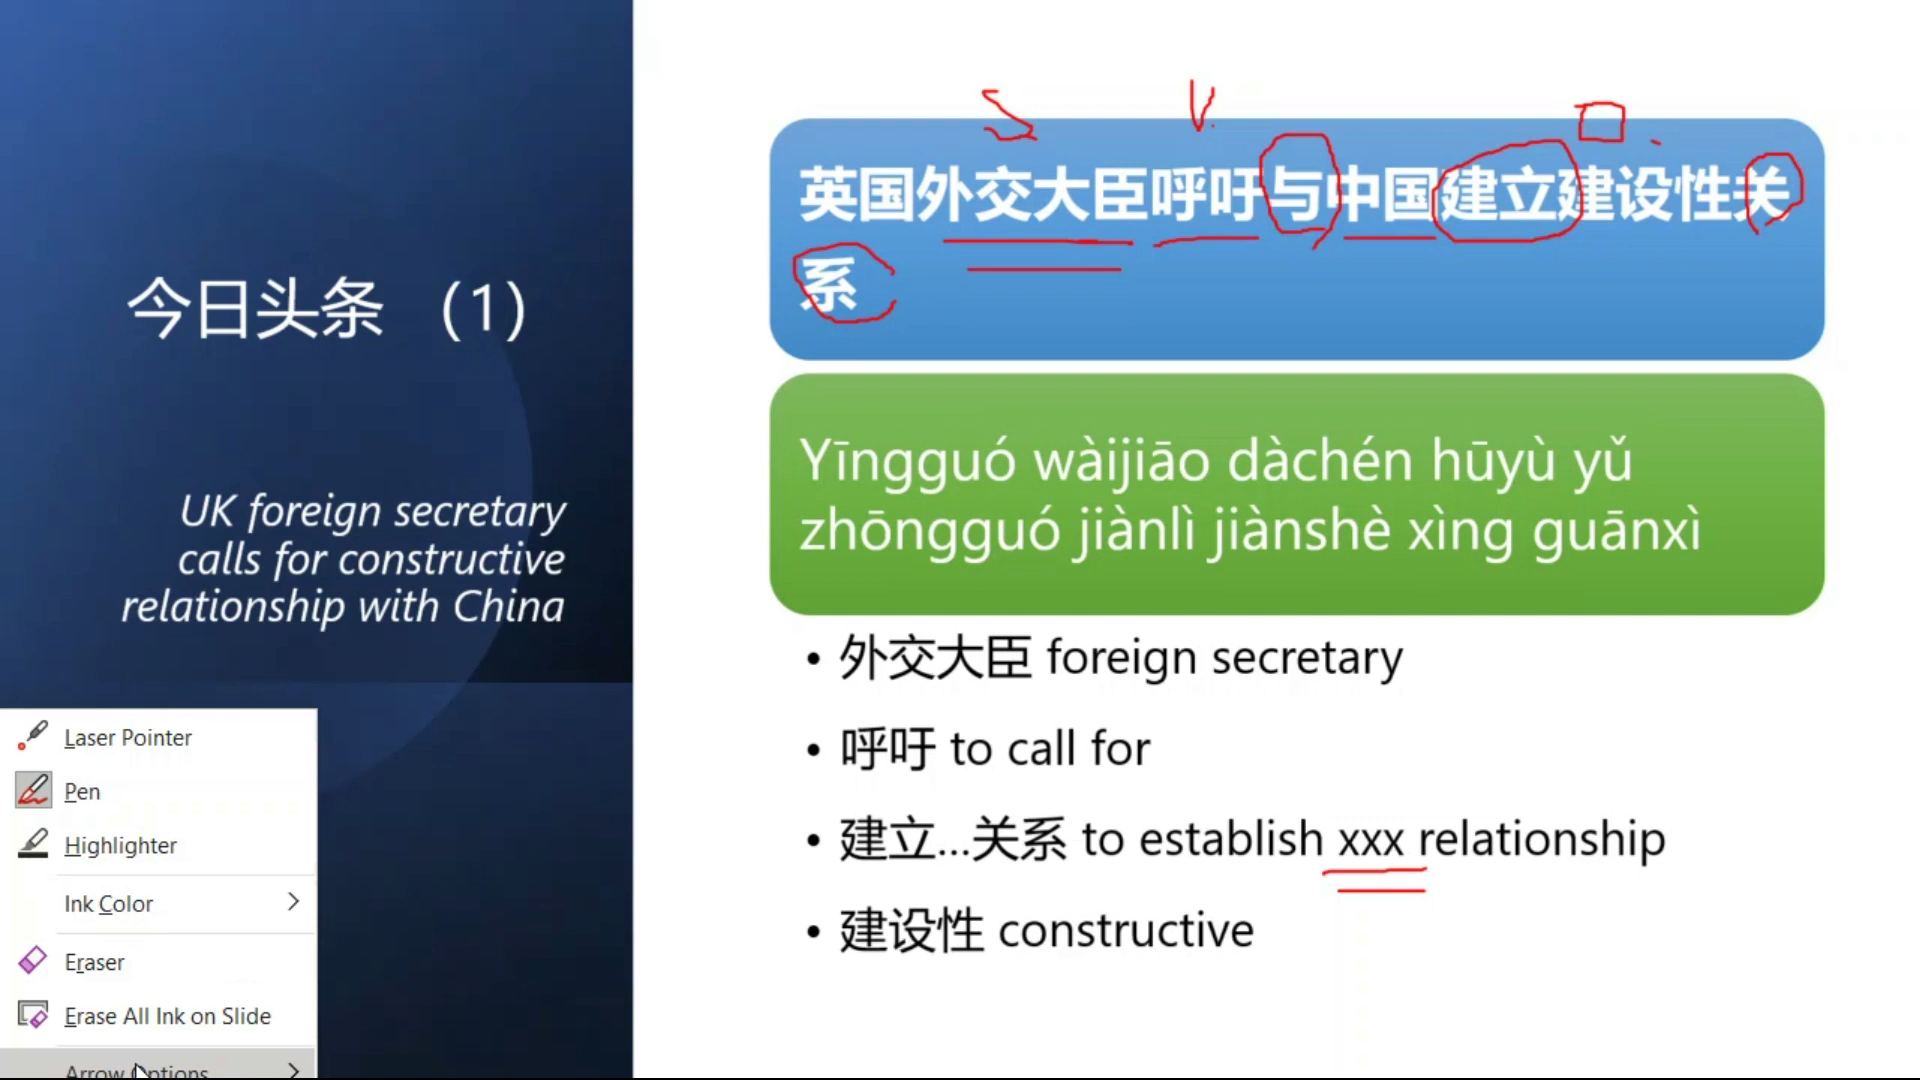 今日头条 （1）
UK foreign secretary
calls for constructive
relationship with China
S V
英国外交大臣呼吁与中国建立建设性关
系
Yīngguó wàijiāo dàchén hūyù yǔ
zhōngguó jiànlì jiànshè xìng guānxì
• 外交大臣 foreign secretary
• 呼吁 to call for
• 建立...关系 to establish xxx relationship
• 建设性 constructive
Laser Pointer
Pen
Highlighter
Ink Color
Eraser
Erase All Ink on Slide
Arrow Options